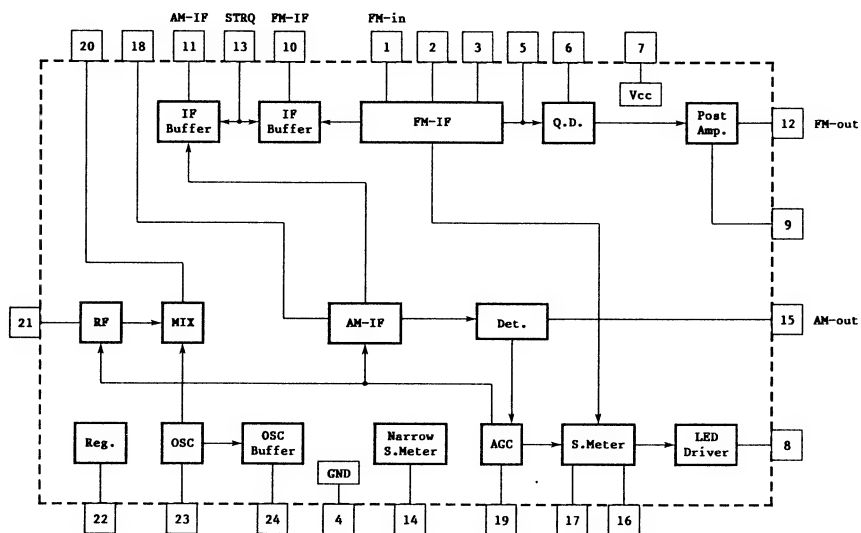 AM-IF STRQ FM-IF FM-in
20 18 11 13 10 1 2 3 5 6 7
Vcc
IF Buffer
IF Buffer
FM-IF
Q.D.
Post Amp.
12 FM-out
9
21
RF
MIX
AM-IF
Det.
15 AM-out
Reg.
OSC
OSC Buffer
Narrow S.Meter
AGC
S.Meter
LED Driver
8
GND
22 23 24 4 14 19 17 16